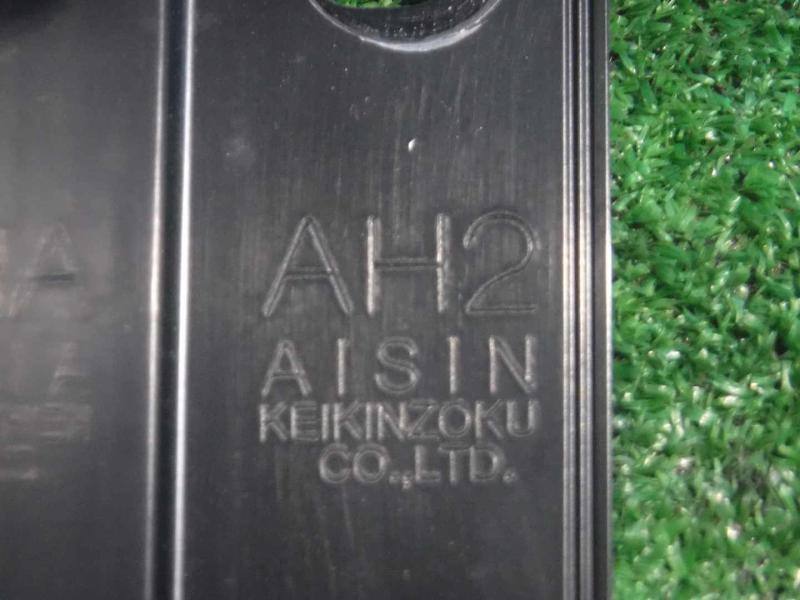 AH2
AISIN
KEIKINZOKU
CO.,LTD.